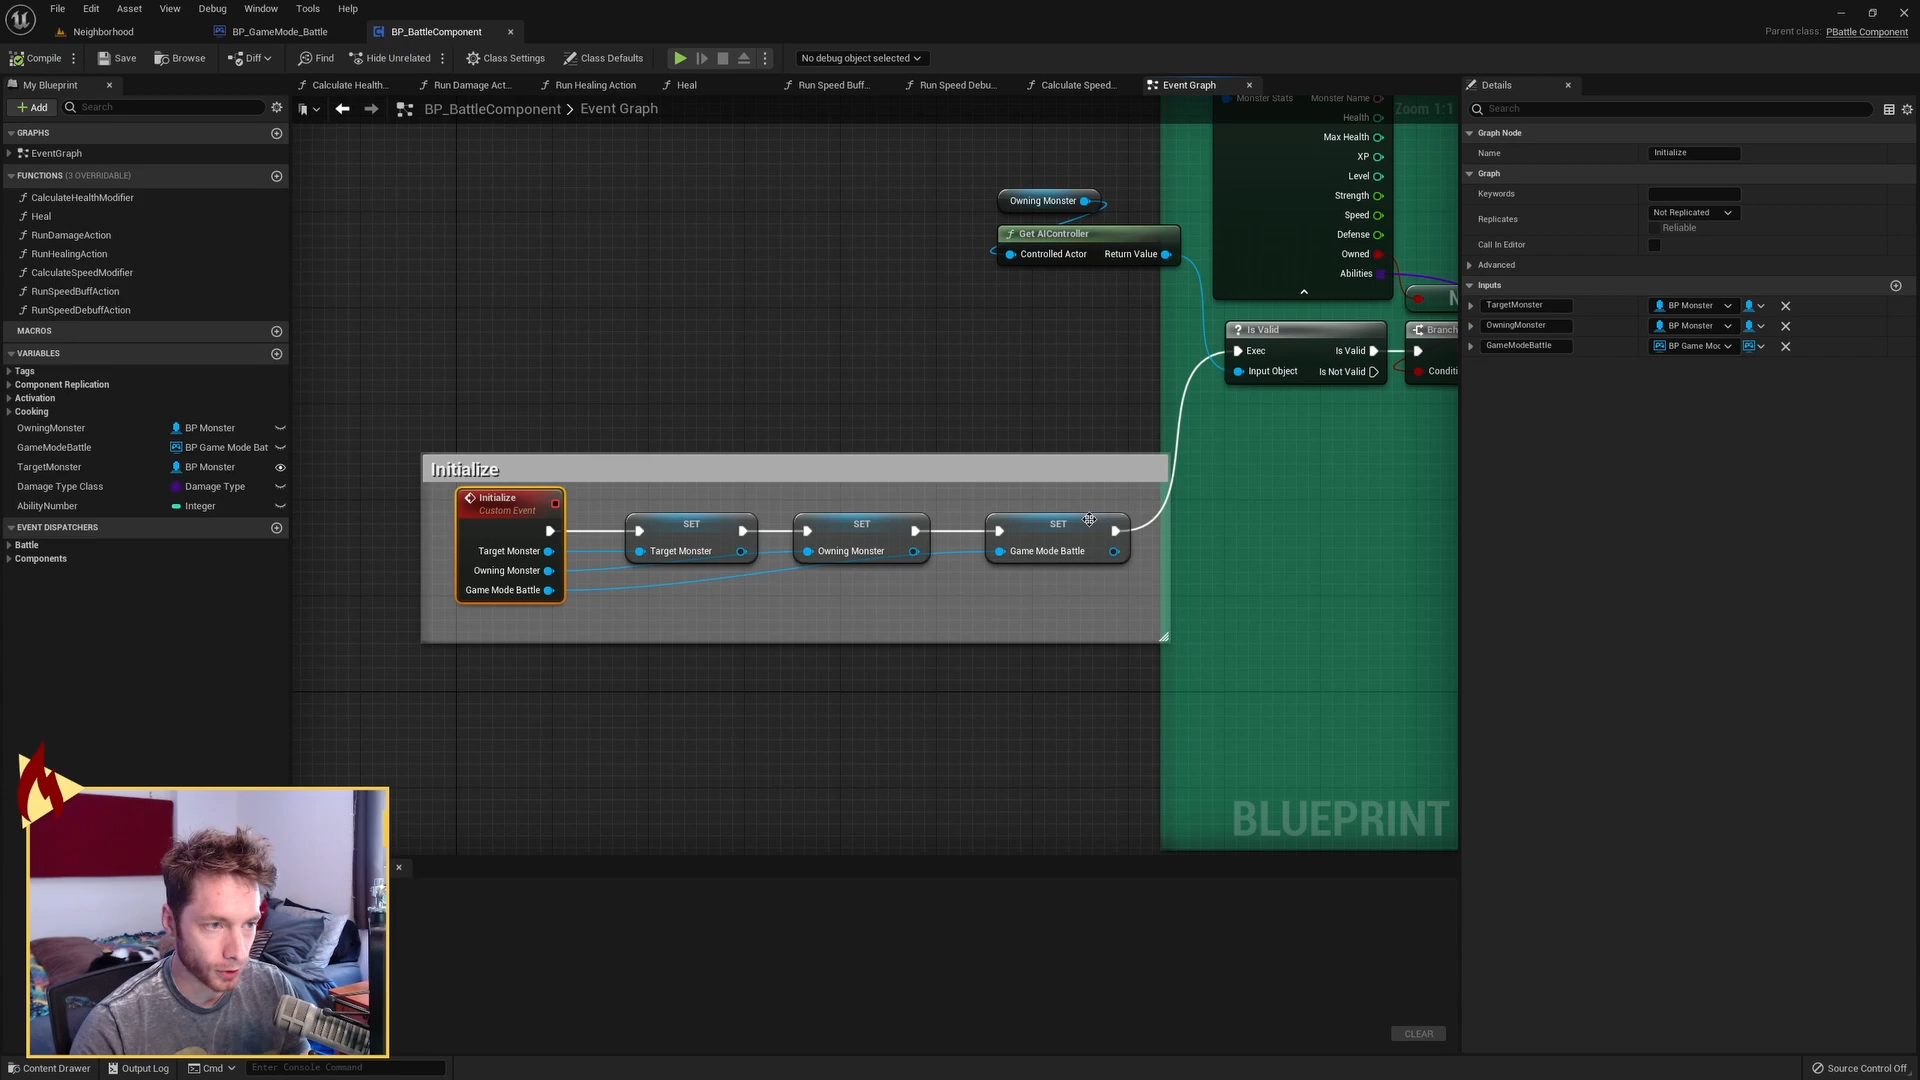 File Edit Asset View Debug Window Tools Help
Neighborhood BP_GameMode_Battle BP_BattleComponent
Parent class: PBattle Component
Compile Save Browse Diff Find Hide Unrelated Class Settings Class Defaults No debug object selected
My Blueprint
Add Search
GRAPHS
EventGraph
FUNCTIONS (3 OVERRIDABLE)
CalculateHealthModifier
Heal
RunDamageAction
RunHealingAction
CalculateSpeedModifier
RunSpeedBuffAction
RunSpeedDebuffAction
MACROS
VARIABLES
Tags
Component Replication
Activation
Cooking
OwningMonster BP Monster
GameModeBattle BP Game Mode Bat
TargetMonster BP Monster
Damage Type Class Damage Type
AbilityNumber Integer
EVENT DISPATCHERS
Battle
Components
Calculate Health... Run Damage Act... Run Healing Action Heal Run Speed Buff... Run Speed Debu... Calculate Speed... Event Graph
BP_BattleComponent > Event Graph
Zoom 1:1
Monster Stats Monster Name
Health
Max Health
XP
Level
Strength
Speed
Defense
Owned
Abilities
Owning Monster
Get AIController
Controlled Actor Return Value
Is Valid
Exec Is Valid
Input Object Is Not Valid
Branch
Conditi
Initialize
Initialize
Custom Event
Target Monster
Owning Monster
Game Mode Battle
SET
Target Monster
SET
Owning Monster
SET
Game Mode Battle
BLUEPRINT
CLEAR
Details
Search
Graph Node
Name Initialize
Graph
Keywords
Replicates Not Replicated
Reliable
Call In Editor
Advanced
Inputs
TargetMonster BP Monster
OwningMonster BP Monster
GameModeBattle BP Game Moc
Content Drawer Output Log Cmd Enter Console Command Source Control Off